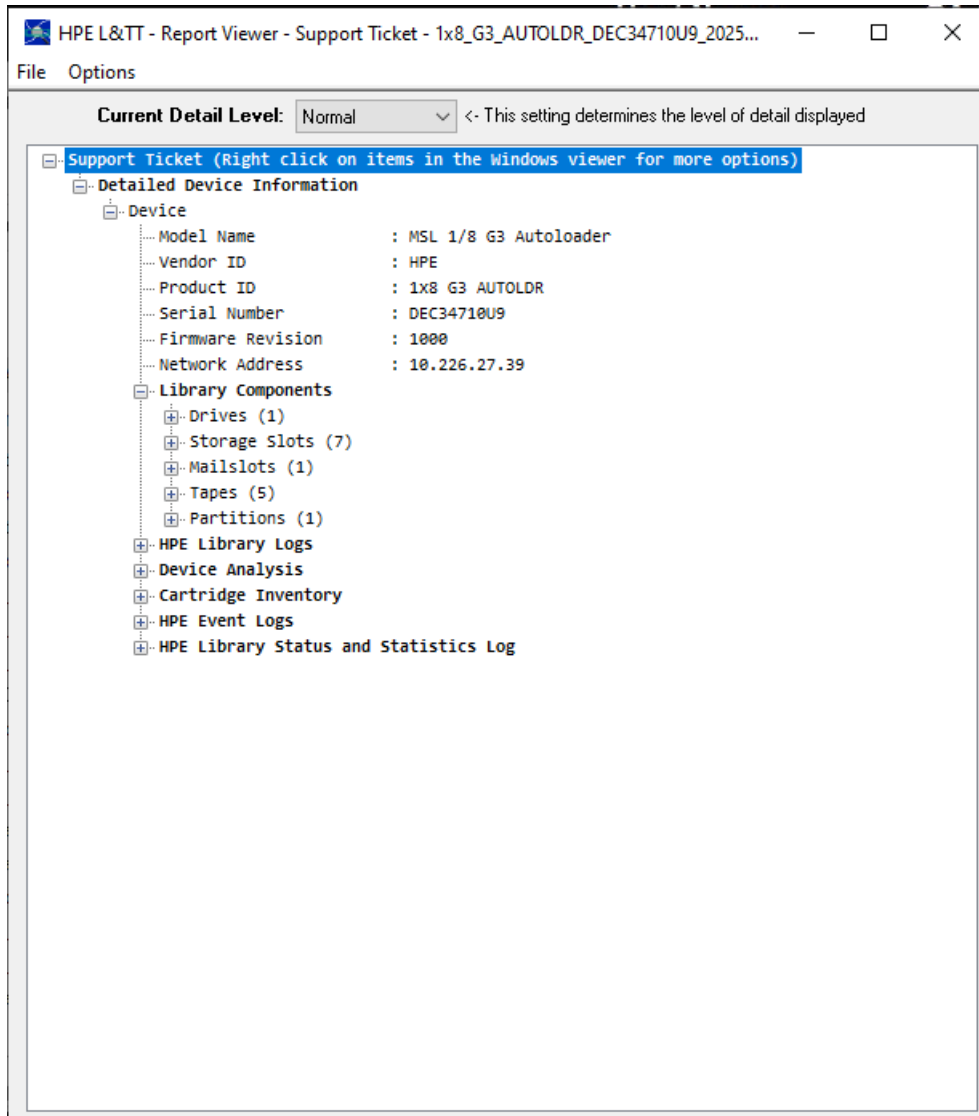 HPE L&TT - Report Viewer - Support Ticket - 1x8_G3_AUTOLDR_DEC34710U9_2025...
File Options
Current Detail Level: Normal <- This setting determines the level of detail displayed
Support Ticket (Right click on items in the Windows viewer for more options)
Detailed Device Information
Device
Model Name : MSL 1/8 G3 Autoloader
Vendor ID : HPE
Product ID : 1x8 G3 AUTOLDR
Serial Number : DEC34710U9
Firmware Revision : 1000
Network Address : 10.226.27.39
Library Components
Drives (1)
Storage Slots (7)
Mailslots (1)
Tapes (5)
Partitions (1)
HPE Library Logs
Device Analysis
Cartridge Inventory
HPE Event Logs
HPE Library Status and Statistics Log